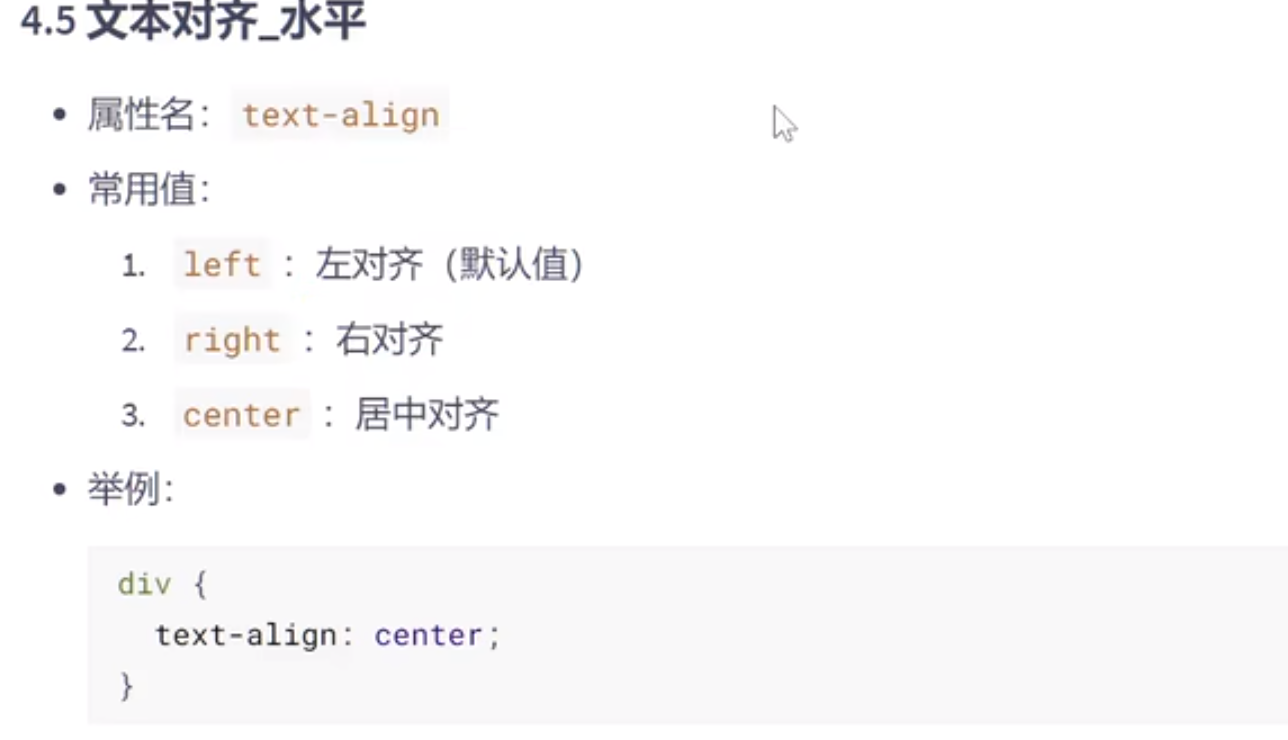 4.5 文本对齐_水平
• 属性名： text-align
• 常用值：
1. left ：左对齐（默认值）
2. right ：右对齐
3. center ：居中对齐
• 举例：
div {
  text-align: center;
}